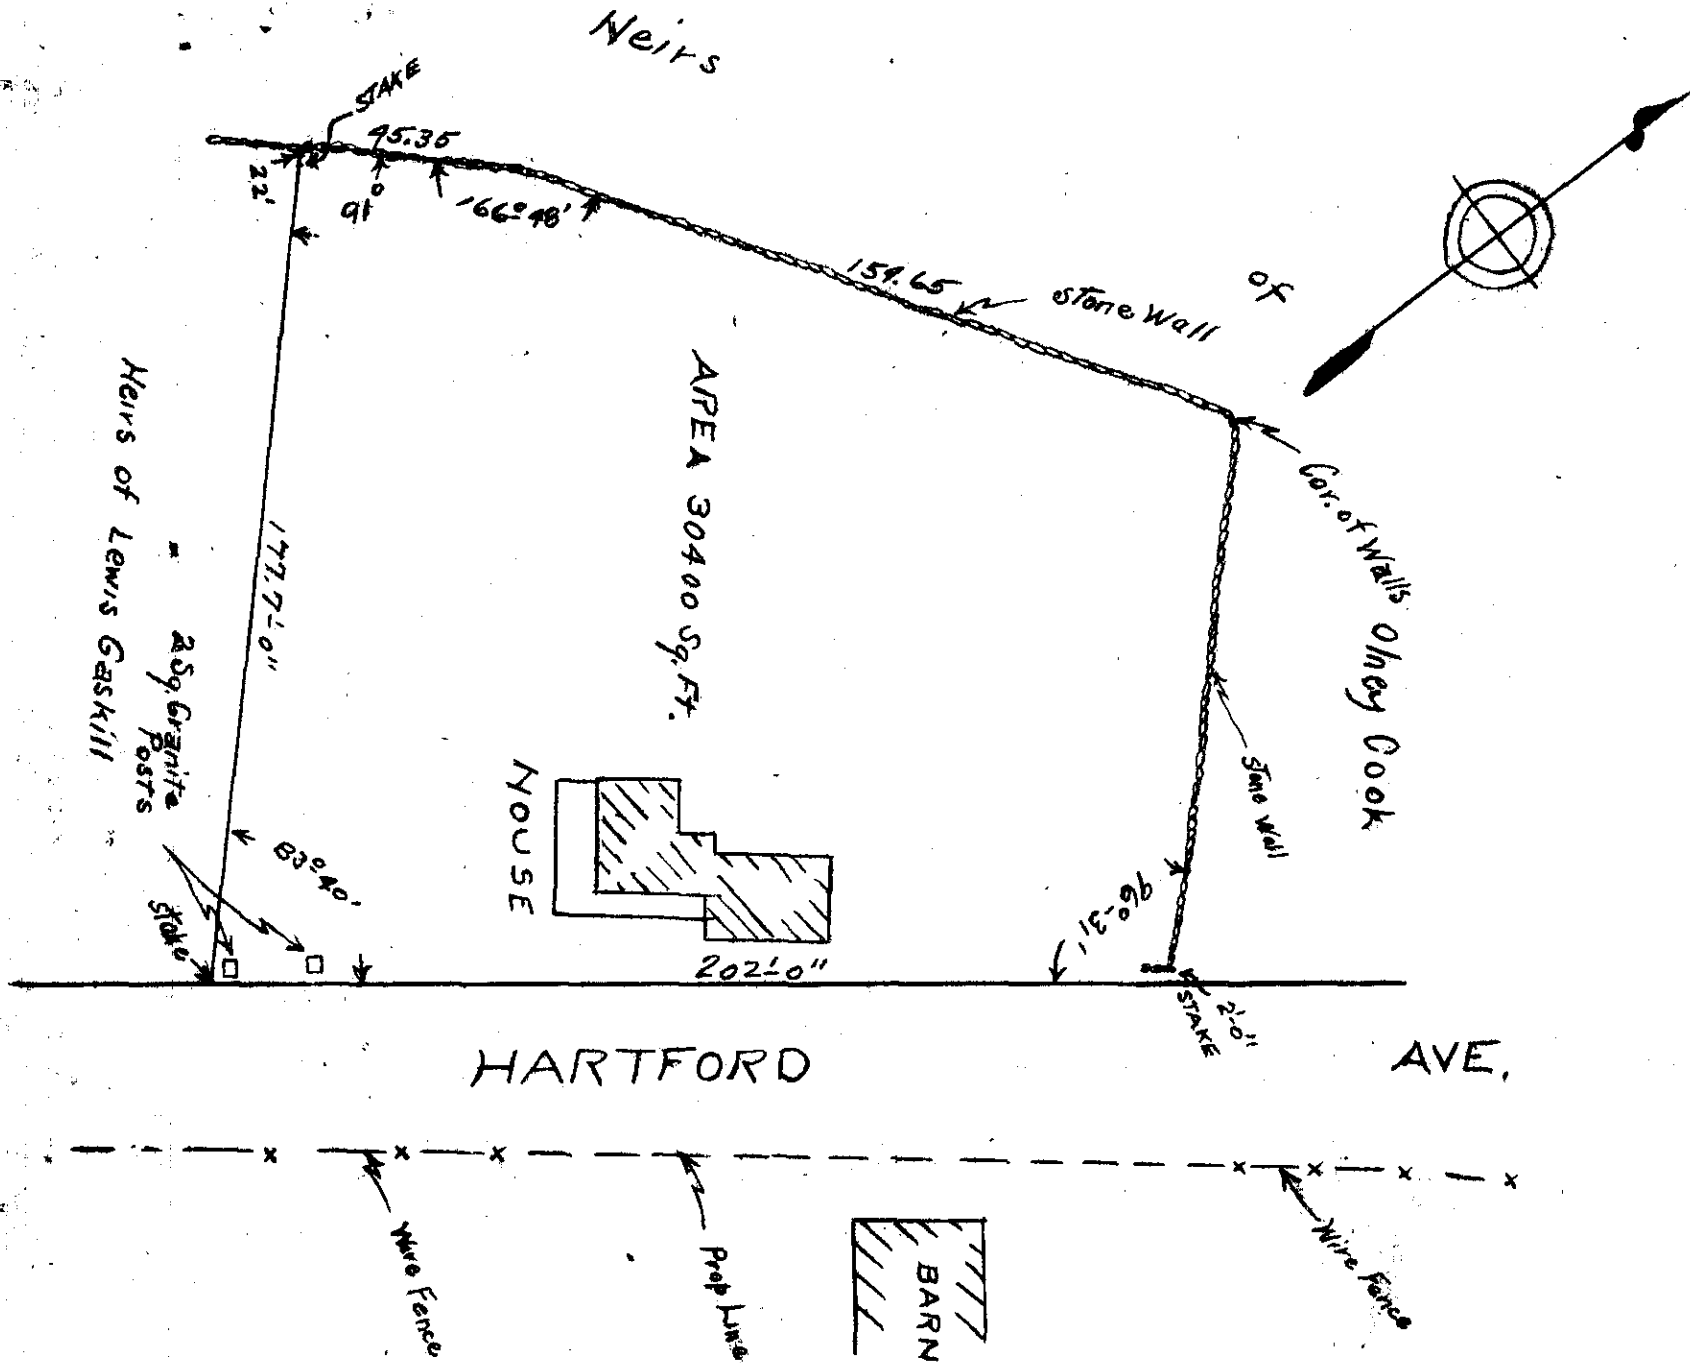 Heirs
of
Olney Cook
STAKE
45.35
22'
91°
166°48'
154.65
Stone Wall
Cor. of Walls
AREA 30400 Sq. Ft.
Heirs of Lewis Gaskill
177.7'-0"
2 Sq. Granite
Posts
Stone Wall
HOUSE
83°40'
96°-31'
Stake
202'-0"
STAKE
2'-0"
HARTFORD AVE.
Wire Fence
Prop Line
BARN
Wire Fence